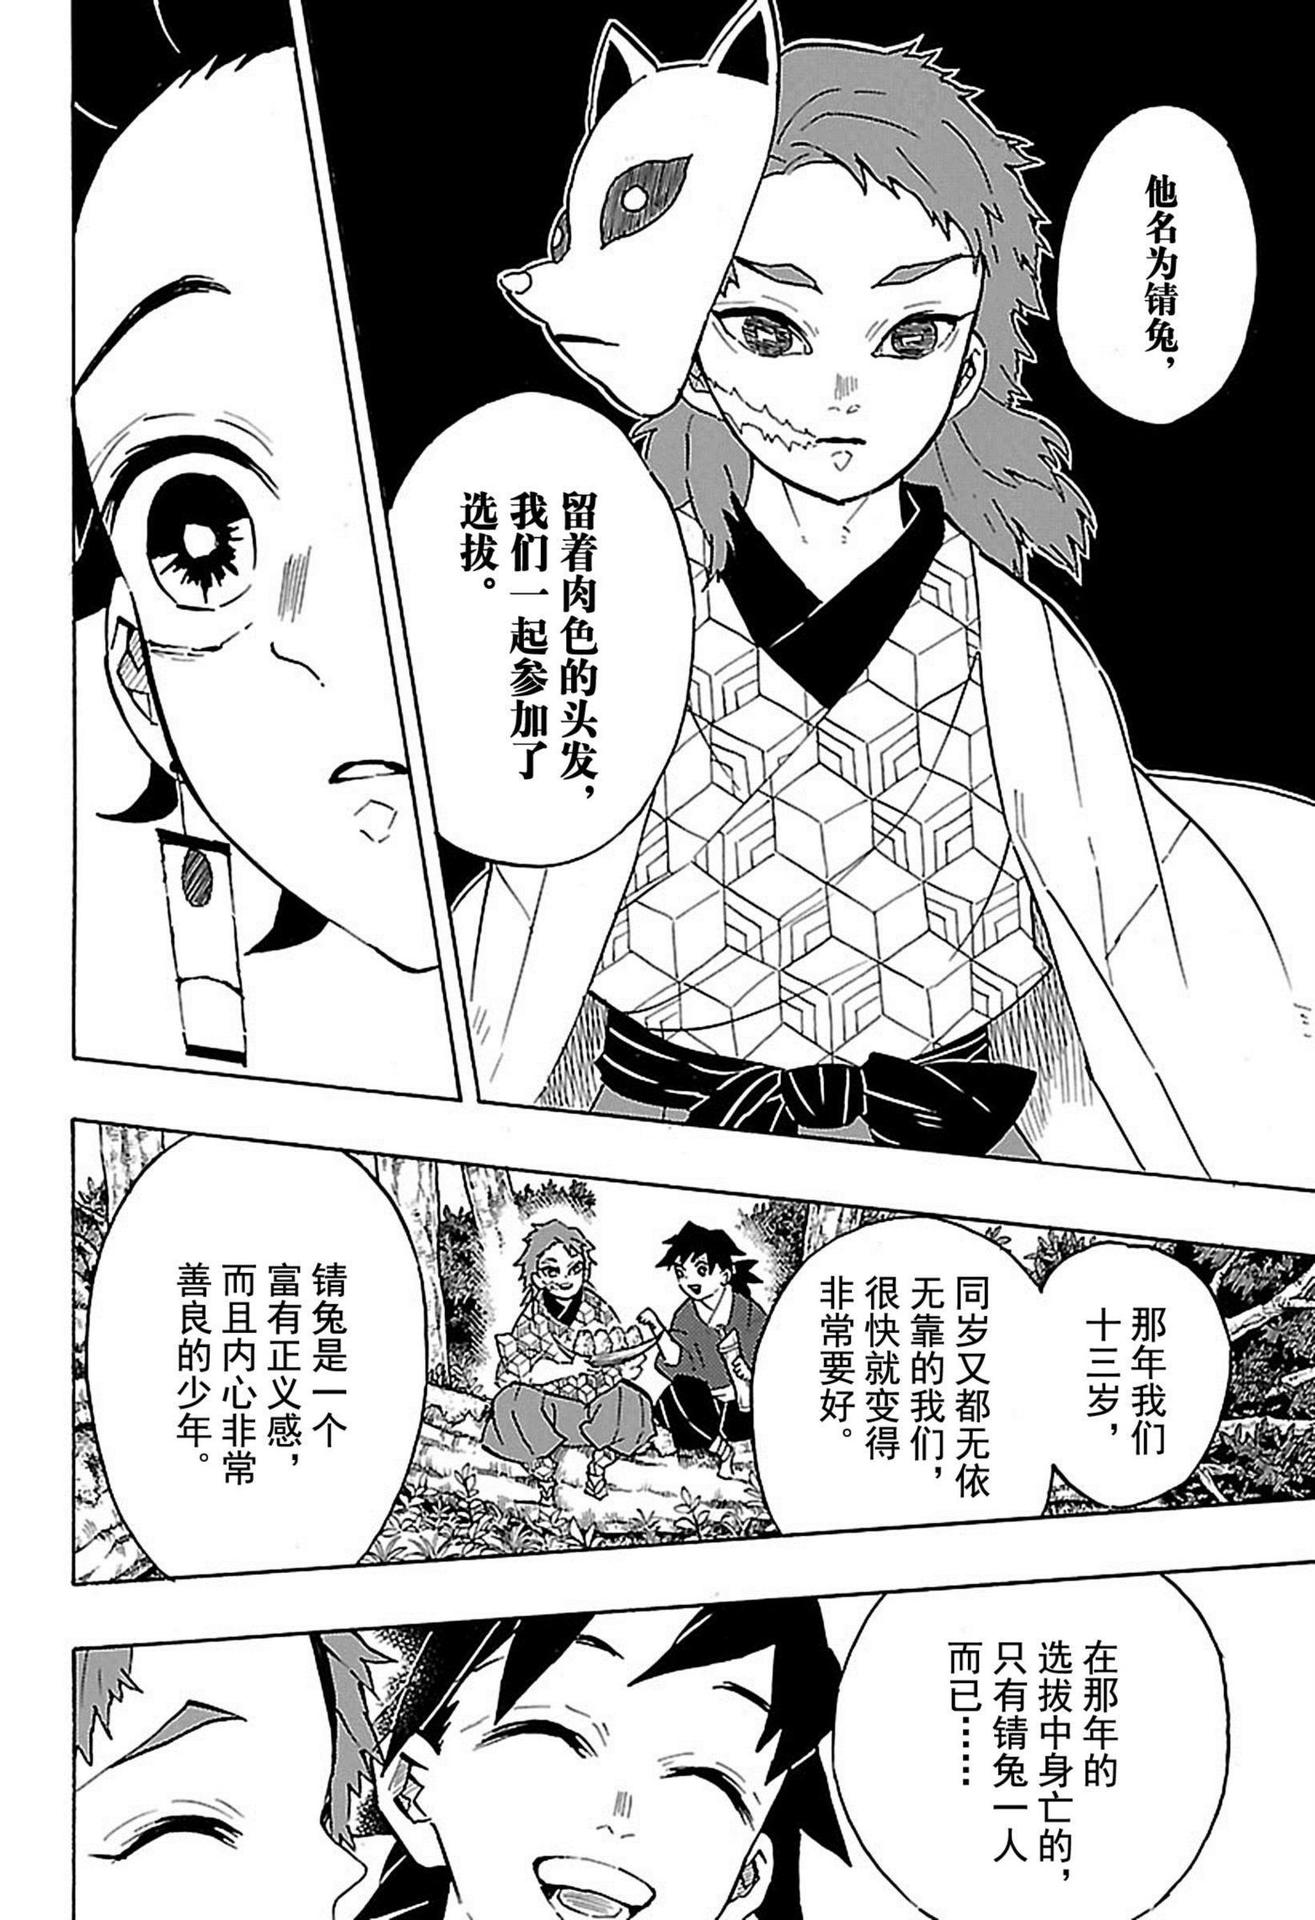 他名为锖兔，
留着肉色的头发，
我们一起参加了
选拔。
那年我们
十三岁，
同岁又都无依
无靠的我们，
很快就变得
非常要好。
锖兔是一个
富有正义感，
而且内心非常
善良的少年。
在那年的
选拔中身亡的，
只有锖兔一人
而已……